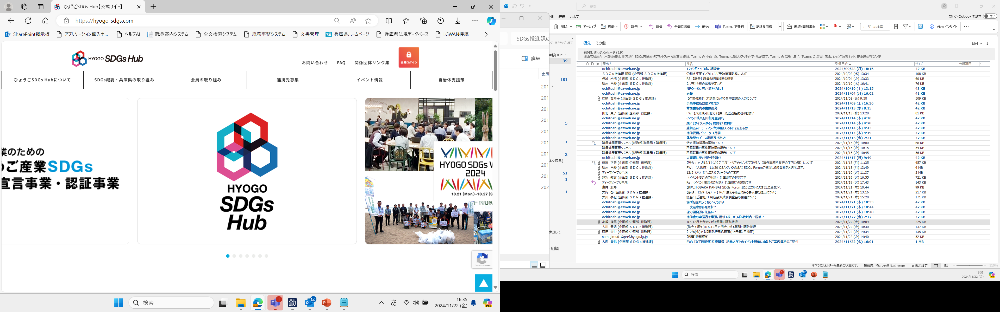 ひょうごSDGs Hub【公式サイト】
https://hyogo-sdgs.com
SharePoint掲示板
アプリケーション導入ナ...
ヘルプAI
職員案内システム
全文検索システム
総務事務システム
文書管理
兵庫県ホームページ
兵庫県法規データベース
LGWAN接続
HYOGO SDGs Hub
お問い合わせ
FAQ
関係団体リンク集
会員ログイン
ひょうごSDGs Hubについて
SDGs概要・兵庫県の取り組み
会員の取り組み
連携先募集
イベント情報
自治体支援策
業のための
ご産業SDGs
宣言事業・認証事業
HYOGO
SDGs
Hub
HYOGO SDGs W
2024
10.21 (Mon.) - 10.27 (S
検索
あ
16:35
2024/11/22 (金)
検索
表示
ヘルプ
新しい Outlook を試す
オフ
削除
アーカイブ
移動
報告
返信
全員に返信
転送
Teams で共有
副課長用務
未読/開封済み
ユーザーの検索
Viva インサイト
SDGs推進課の
詳細
更新
ルダーをドラッグします
39
181
5
1
2
体交流含)
51
1
1
参加して…
組織
優先 その他
日付
その他: 新しいメッセージ (19)
関西広域連合 本部事務局、地方創生SDGs官民連携プラットフォーム運営事務局、Teams の 小倉 真、Teams に新しいアクティビティがあります、Teams の 沼野 隼也、Teams の 増田 未希、ひょうご防災ネット、時事通信社iJAMP
差出人 件名 受信日時 サイズ 分類項目
ochitoshi@ezweb.ne.jp 12/9月〜13金、懇談会 2024/09/23 (月) 18:16 42 KB
ＳＤＧｓ推進課 組織 (企画部 ＳＤＧｓ推進課) 令和６年度インフルエンザ予防接種助成について 2024/10/02 (水) 13:34 108 KB
佐城 永修 (企画部 ＳＤＧｓ推進課) RE:【報告】 課員の健康診断の結果 2024/10/04 (金) 13:33 60 KB
福永 里紗 (企画部 ＳＤＧｓ推進課) 【共有】今後の出張予定など 2024/10/10 (木) 16:41 76 KB
ochitoshi@ezweb.ne.jp NPO一覧。神戸海さくらは？ 2024/10/19 (土) 13:15 43 KB
ochitoshi@ezweb.ne.jp 両替 2024/11/04 (月) 16:02 41 KB
鹿納 安寿子 (企画部 ＳＤＧｓ推進課) 【作業依頼】年末調整にかかる各申告書の入力について 2024/11/08 (金) 9:58 509 KB
ochitoshi@ezweb.ne.jp 小泉事務所訪問アポ取り 2024/11/09 (土) 16:36 42 KB
ochitoshi@ezweb.ne.jp 背面書庫内の書類処分 2024/11/13 (水) 8:15 42 KB
山北 貴子 (企画部 企画部 総務課) FW:【兵庫県・山北です】県市担当顔合わせのお誘い 2024/11/13 (水) 13:28 81 KB
ochitoshi@ezweb.ne.jp イベント結果を田和先生らに。 2024/11/14 (木) 4:10 42 KB
ochitoshi@ezweb.ne.jp 顔にモザイク入れる。概要を1枚目に 2024/11/14 (木) 4:28 42 KB
ochitoshi@ezweb.ne.jp 鹿納さんにミーティングの画像スマホにまだあるか 2024/11/14 (木) 4:43 42 KB
ochitoshi@ezweb.ne.jp 補助要綱。ウィーク→月間 2024/11/14 (木) 4:49 42 KB
ochitoshi@ezweb.ne.jp 体験型のブース出展及び出店 2024/11/15 (金) 7:31 42 KB
職員健康管理システム (総務部 職員局：職員課) 特定保健指導の実施について 2024/11/15 (金) 10:00 68 KB
職員健康管理システム 所属職員の再検査結果の報告について 2024/11/15 (金) 10:15 54 KB
職員健康管理システム (総務部 職員局：職員課) 所属職員の再検査結果の報告について 2024/11/15 (金) 10:45 56 KB
ochitoshi@ezweb.ne.jp 人事課にバッジ配付を頼む 2024/11/17 (日) 9:49 42 KB
藤原 正裳 (企画部 企画部 総務課) 【照会：〆切12/1】令和７年度キャリアチャレンジプログラム（海外事務所長等の庁内公募）について 2024/11/18 (月) 11:35 457 KB
福永 里紗 (企画部 ＳＤＧｓ推進課) FW: （大阪府）11/20 OSAKA KANSAI SDGs Forumご登壇に係る資料をお送りします。 2024/11/18 (月) 13:49 4 MB
ディープピープル中尾 12/5（木）食品ロス０フォーラムのご案内 2024/11/19 (火) 11:37 2 MB
越智 敏文 (企画部 ＳＤＧｓ推進課) （イベント委託のご相談）兵庫県庁の越智です 2024/11/19 (火) 16:55 721 KB
ディープピープル中尾 Re:（イベント委託のご相談）兵庫県庁の越智です 2024/11/19 (火) 17:43 143 KB
東井 友寿 【御礼】「OSAKA KANSAI SDGs Forum」にご協力いただきました皆さまへ 2024/11/21 (木) 10:44 99 KB
大内 啓 (企画部 ＳＤＧｓ推進課) 【依頼：12/9（月）〆】R6年度2月補正に係る要求書の提出について 2024/11/21 (木) 13:16 217 KB
大川 泰紀 (企画部 ＳＤＧｓ推進課) 議会:【ご連絡】１月各会派政務調査会の開催について 2024/11/21 (木) 15:28 171 KB
ochitoshi@ezweb.ne.jp 場所を提案してもらってもいい 2024/11/21 (木) 18:33 42 KB
ochitoshi@ezweb.ne.jp 一次選考から有識者？ 2024/11/21 (木) 18:44 42 KB
ochitoshi@ezweb.ne.jp 能力開発課に先払い？ 2024/11/21 (木) 18:48 42 KB
ochitoshi@ezweb.ne.jp 補助金の申請書を確認。用紙1枚、パワポ6枚以内？国は？ 2024/11/22 (金) 7:12 42 KB
高橋 佳章 (企画部 企画部 総務課) Ｒ6.12月定例会に係る質問の聴取状況 2024/11/22 (金) 10:09 225 KB
大川 泰紀 (企画部 ＳＤＧｓ推進課) (議会：周知)Ｒ6.12月定例会に係る質問の聴取状況 2024/11/22 (金) 10:30 137 KB
藤田 哲也 (企画部 企画部 総務課) 【12/6(金)〆】超勤執行見込調査(R6予算2月補正) 2024/11/22 (金) 14:34 135 KB
somujimu01@pref.hyogo.lg.jp 【旅費】決裁通知 2024/11/22 (金) 14:40 52 KB
大西 智也 (企画部 ＳＤＧｓ推進課) FW:【みずほ証券】兵庫県様_地元大学とのイベント開催に向けたご案内資料のご送付 2024/11/22 (金) 16:01 1 MB
すべてのフォルダーが最新の状態です。 接続先: Microsoft Exchange 表示設定 110%
検索
16:35
2024/11/22 (金)